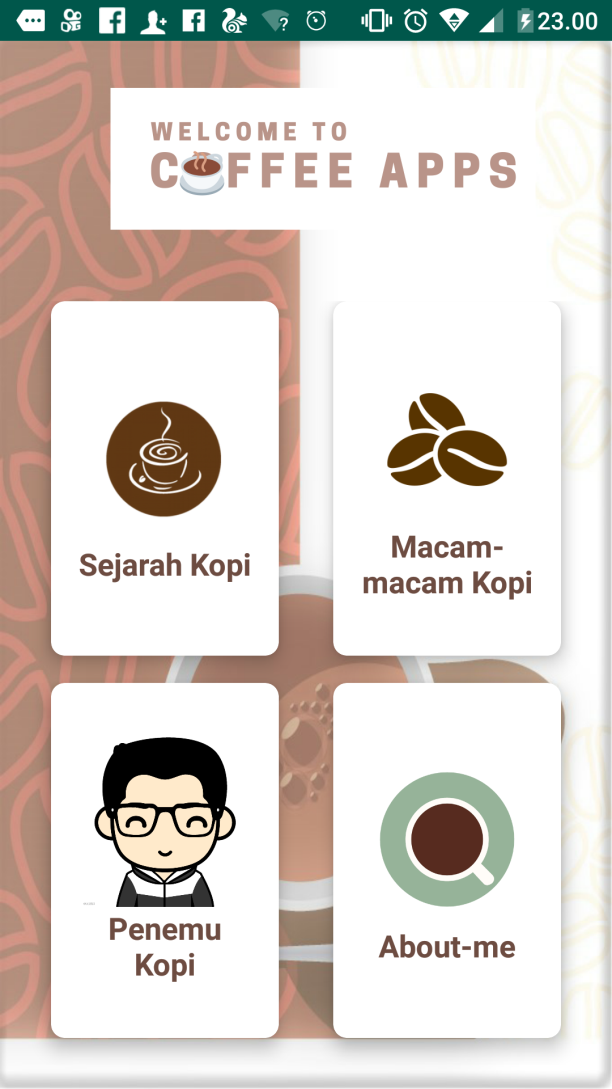 23.00
WELCOME TO
COFFEE APPS
Sejarah Kopi
Macam-
macam Kopi
Penemu
Kopi
About-me